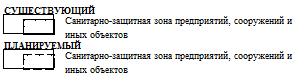 СУЩЕСТВУЮЩИЙ
Санитарно-защитная зона предприятий, сооружений и
иных объектов
ПЛАНИРУЕМЫЙ
Санитарно-защитная зона предприятий, сооружений и
иных объектов